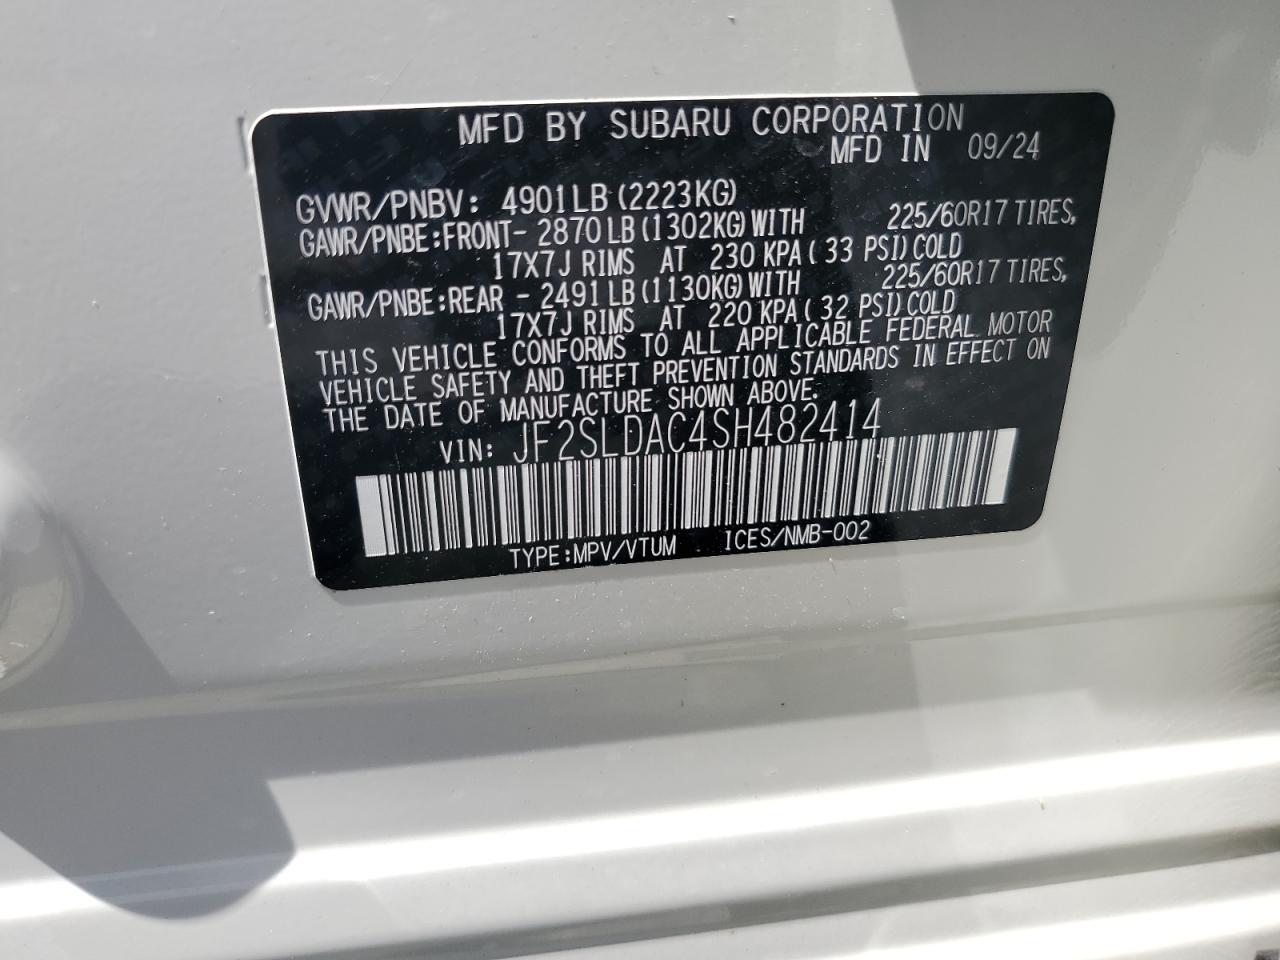 MFD BY SUBARU CORPORATION
MFD IN 09/24
GVWR/PNBV: 4901LB (2223KG)
GAWR/PNBE:FRONT- 2870LB(1302KG)WITH 225/60R17 TIRES,
17X7J RIMS AT 230 KPA( 33 PSI)COLD
GAWR/PNBE:REAR - 2491LB(1130KG)WITH 225/60R17 TIRES,
17X7J RIMS AT 220 KPA( 32 PSI)COLD
THIS VEHICLE CONFORMS TO ALL APPLICABLE FEDERAL MOTOR
VEHICLE SAFETY AND THEFT PREVENTION STANDARDS IN EFFECT ON
THE DATE OF MANUFACTURE SHOWN ABOVE.
VIN: JF2SLDAC4SH482414
TYPE:MPV/VTUM ICES/NMB-002